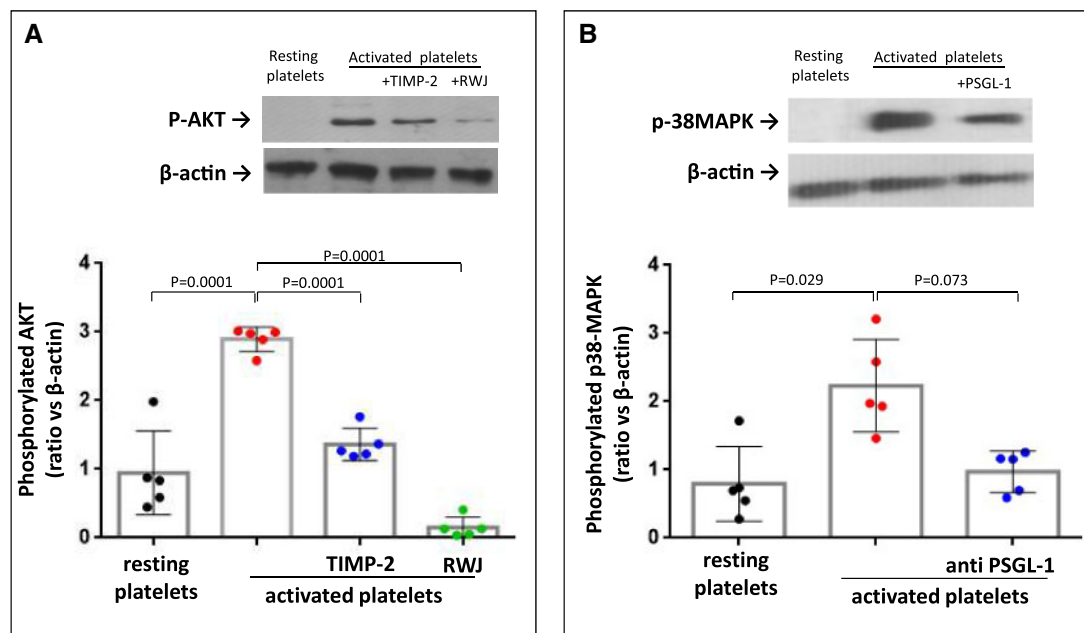 A
Resting
platelets
Activated platelets
+TIMP-2 +RWJ
P-AKT →
β-actin →
P=0.0001
P=0.0001 P=0.0001
Phosphorylated AKT
(ratio vs β-actin)
4
3
2
1
0
resting
platelets
TIMP-2 RWJ
activated platelets
B
Resting
platelets
Activated platelets
+PSGL-1
p-38MAPK →
β-actin →
P=0.029 P=0.073
Phosphorylated p38-MAPK
(ratio vs β-actin)
4
3
2
1
0
resting
platelets
anti PSGL-1
activated platelets